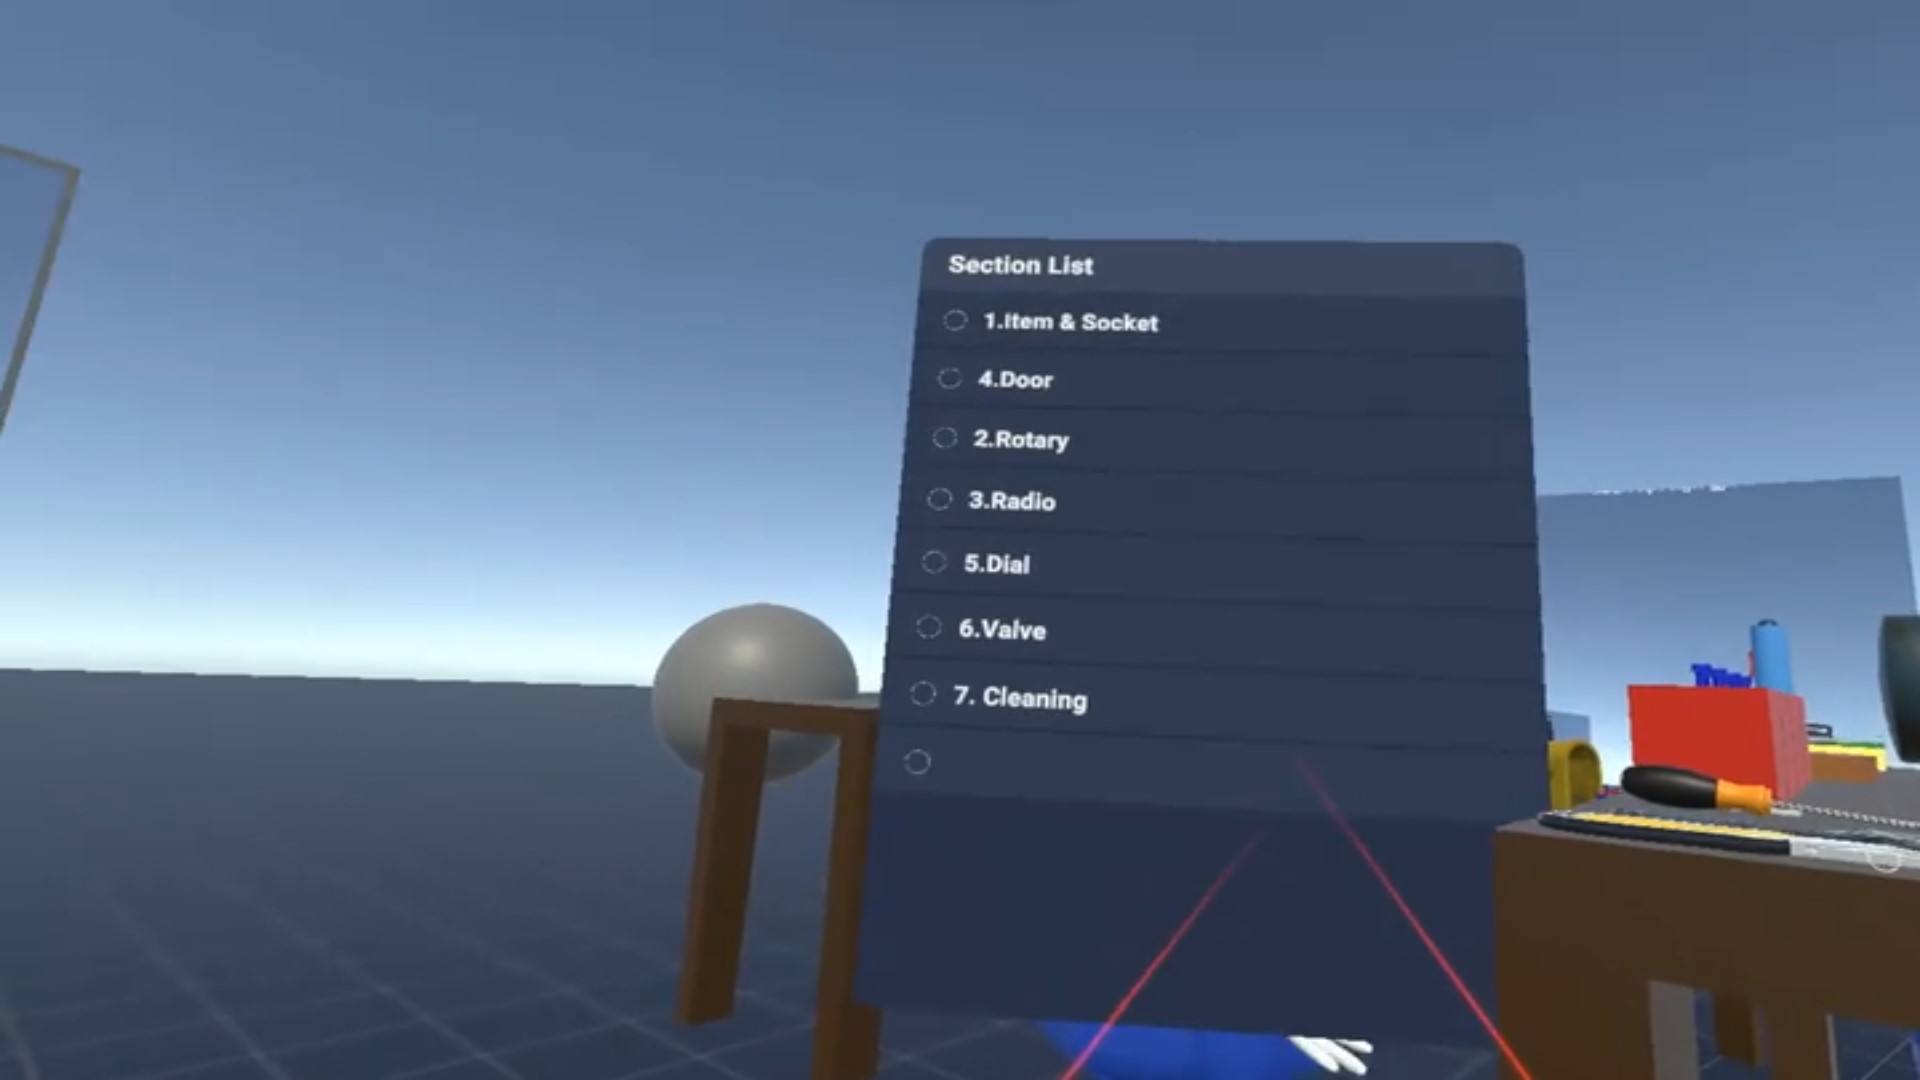 Section List
1.Item & Socket
4.Door
2.Rotary
3.Radio
5.Dial
6.Valve
7. Cleaning